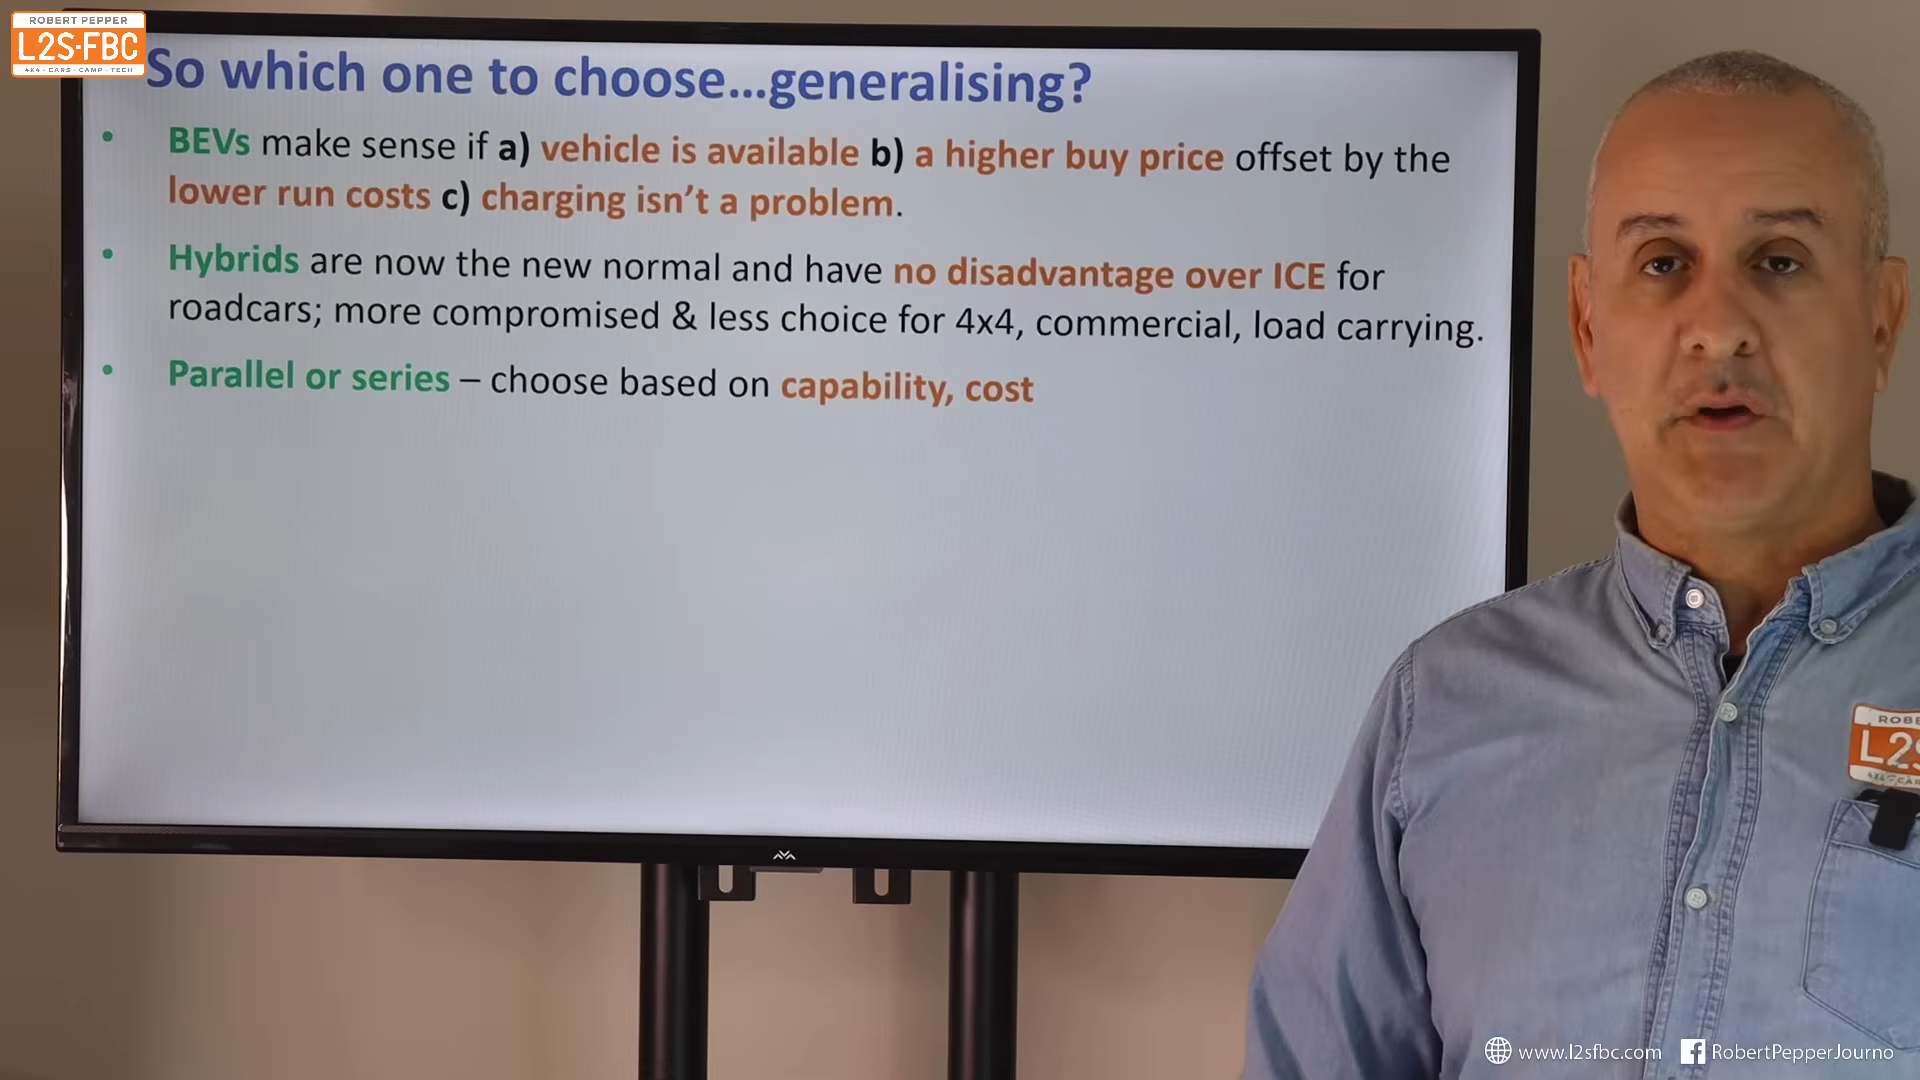 ROBERT PEPPER
L2S-FBC
4X4 - CARS - CAMP - TECH
So which one to choose...generalising?
• BEVs make sense if a) vehicle is available b) a higher buy price offset by the
lower run costs c) charging isn't a problem.
• Hybrids are now the new normal and have no disadvantage over ICE for
roadcars; more compromised & less choice for 4x4, commercial, load carrying.
• Parallel or series – choose based on capability, cost
L2S
www.l2sfbc.com
RobertPepperJourno